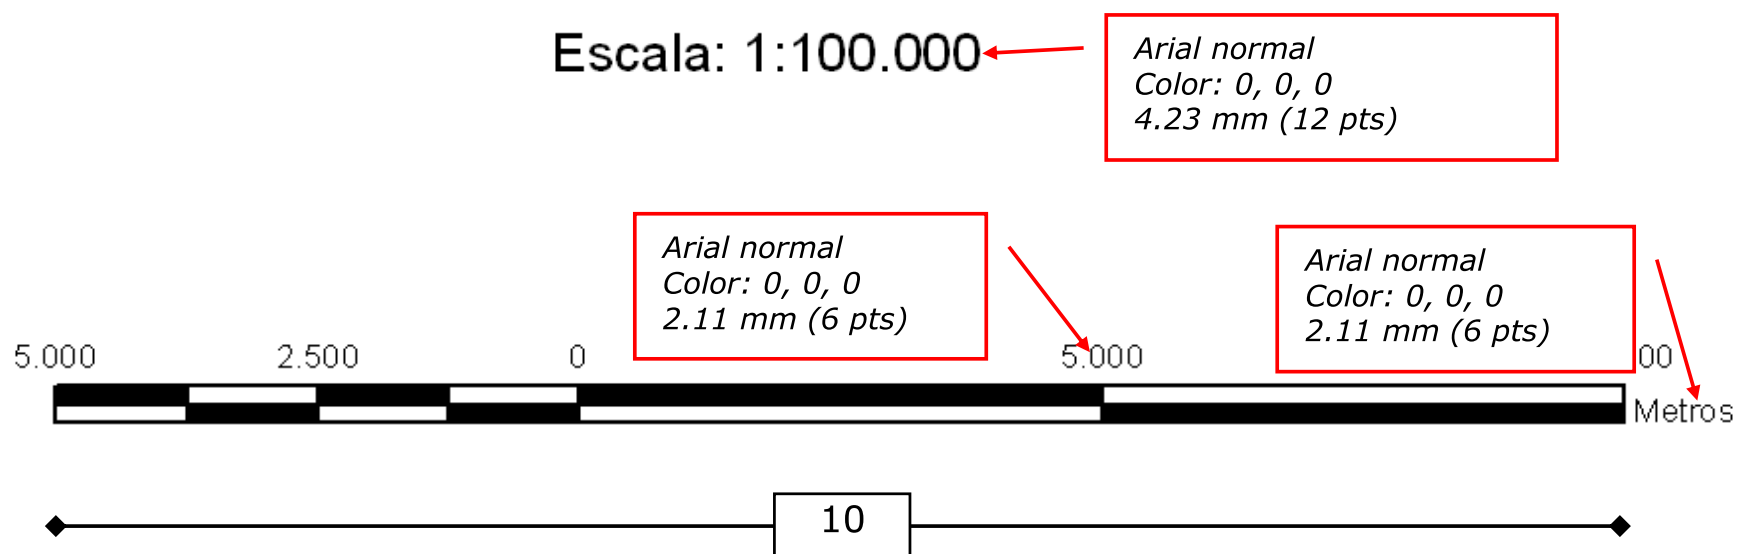 Escala: 1:100.000
Arial normal
Color: 0, 0, 0
4.23 mm (12 pts)
Arial normal
Color: 0, 0, 0
2.11 mm (6 pts)
Arial normal
Color: 0, 0, 0
2.11 mm (6 pts)
5.000 2.500 0 5.000 00
Metros
10